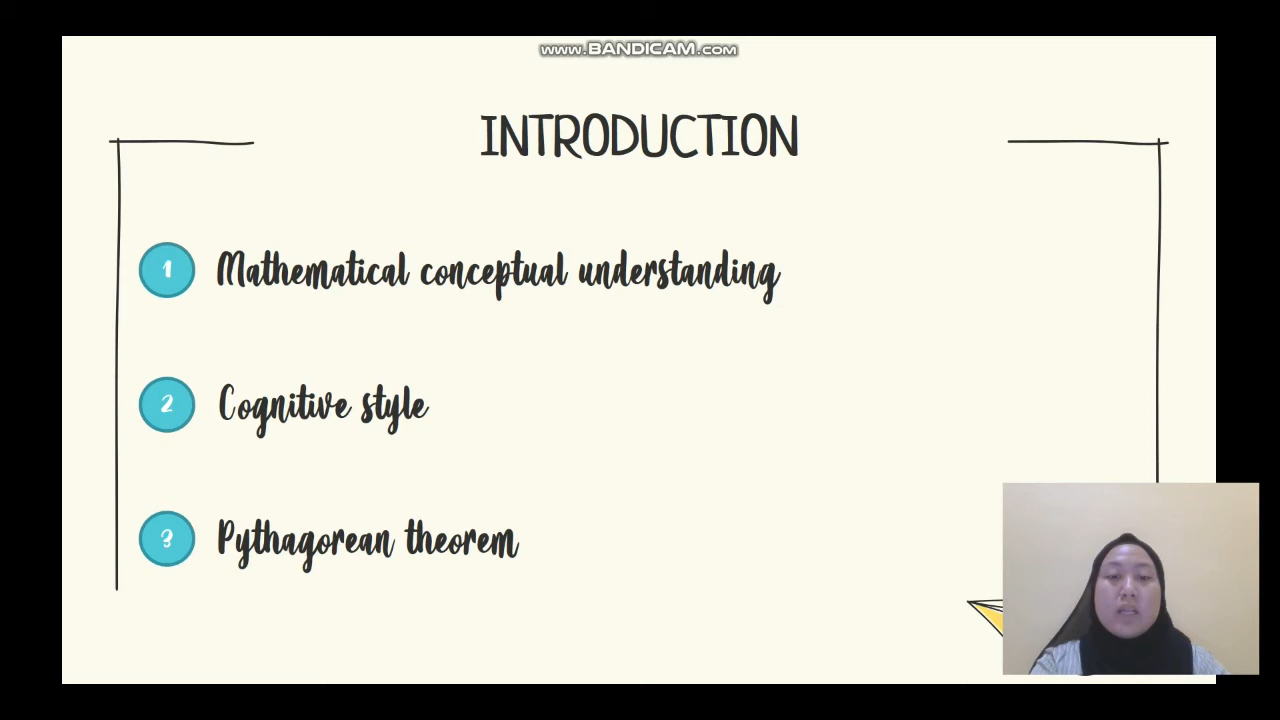 www.BANDICAM.com
INTRODUCTION
1 Mathematical conceptual understanding
2 Cognitive style
3 Pythagorean theorem